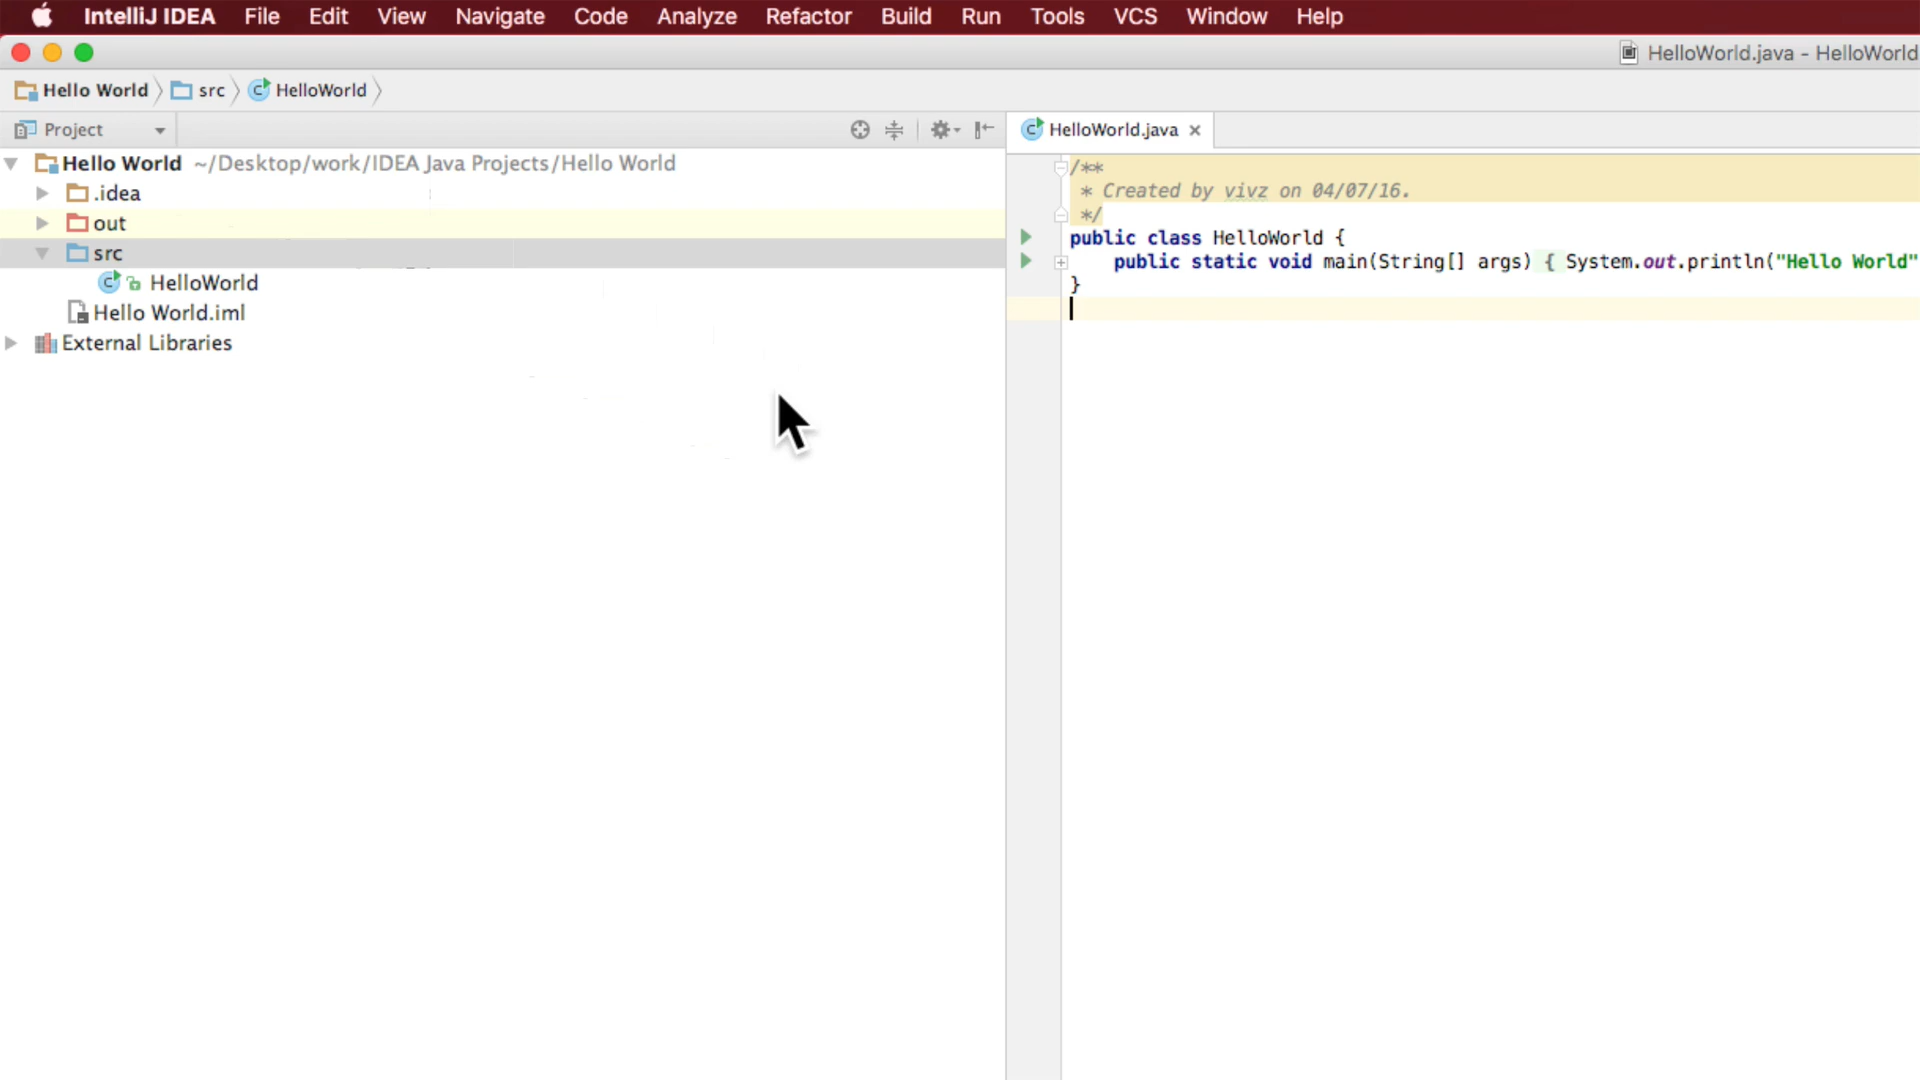 IntelliJ IDEA File Edit View Navigate Code Analyze Refactor Build Run Tools VCS Window Help
HelloWorld.java - HelloWorld
Hello World src HelloWorld
Project
HelloWorld.java
Hello World ~/Desktop/work/IDEA Java Projects/Hello World
.idea
out
src
HelloWorld
Hello World.iml
External Libraries
/**
* Created by vivz on 04/07/16.
*/
public class HelloWorld {
public static void main(String[] args) { System.out.println("Hello World"
}